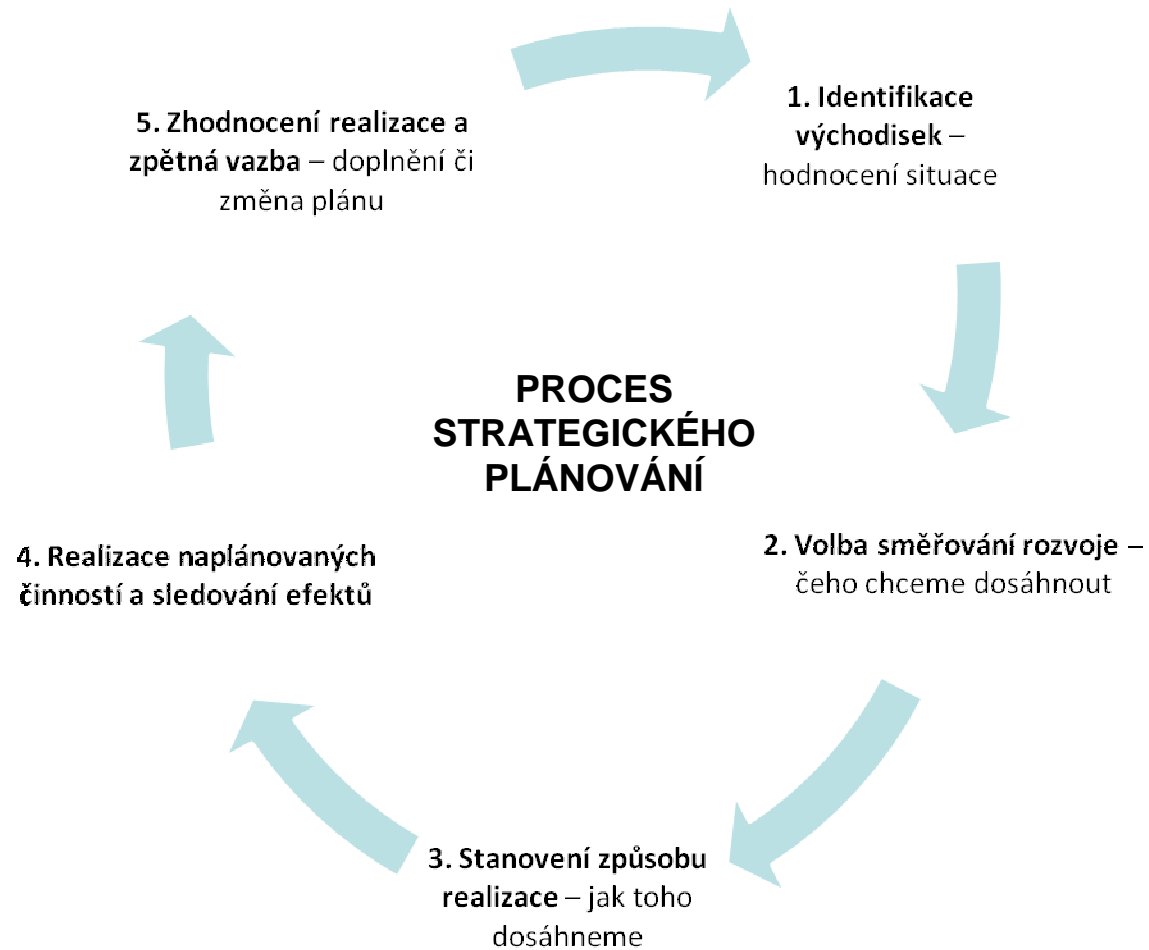 PROCES
STRATEGICKÉHO
PLÁNOVÁNÍ
1. Identifikace
východisek –
hodnocení situace
2. Volba směřování rozvoje –
čeho chceme dosáhnout
3. Stanovení způsobu
realizace – jak toho
dosáhneme
4. Realizace naplánovaných
činností a sledování efektů
5. Zhodnocení realizace a
zpětná vazba – doplnění či
změna plánu